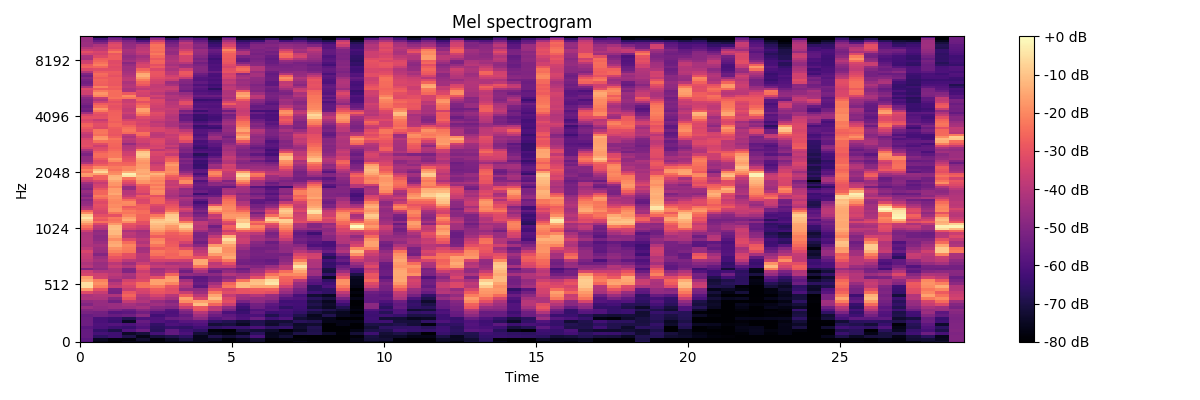 Mel spectrogram
+0 dB
8192
-10 dB
-20 dB
4096
-30 dB
Hz
2048
-40 dB
1024
-50 dB
-60 dB
512
-70 dB
0
-80 dB
0 5 10 15 20 25
Time